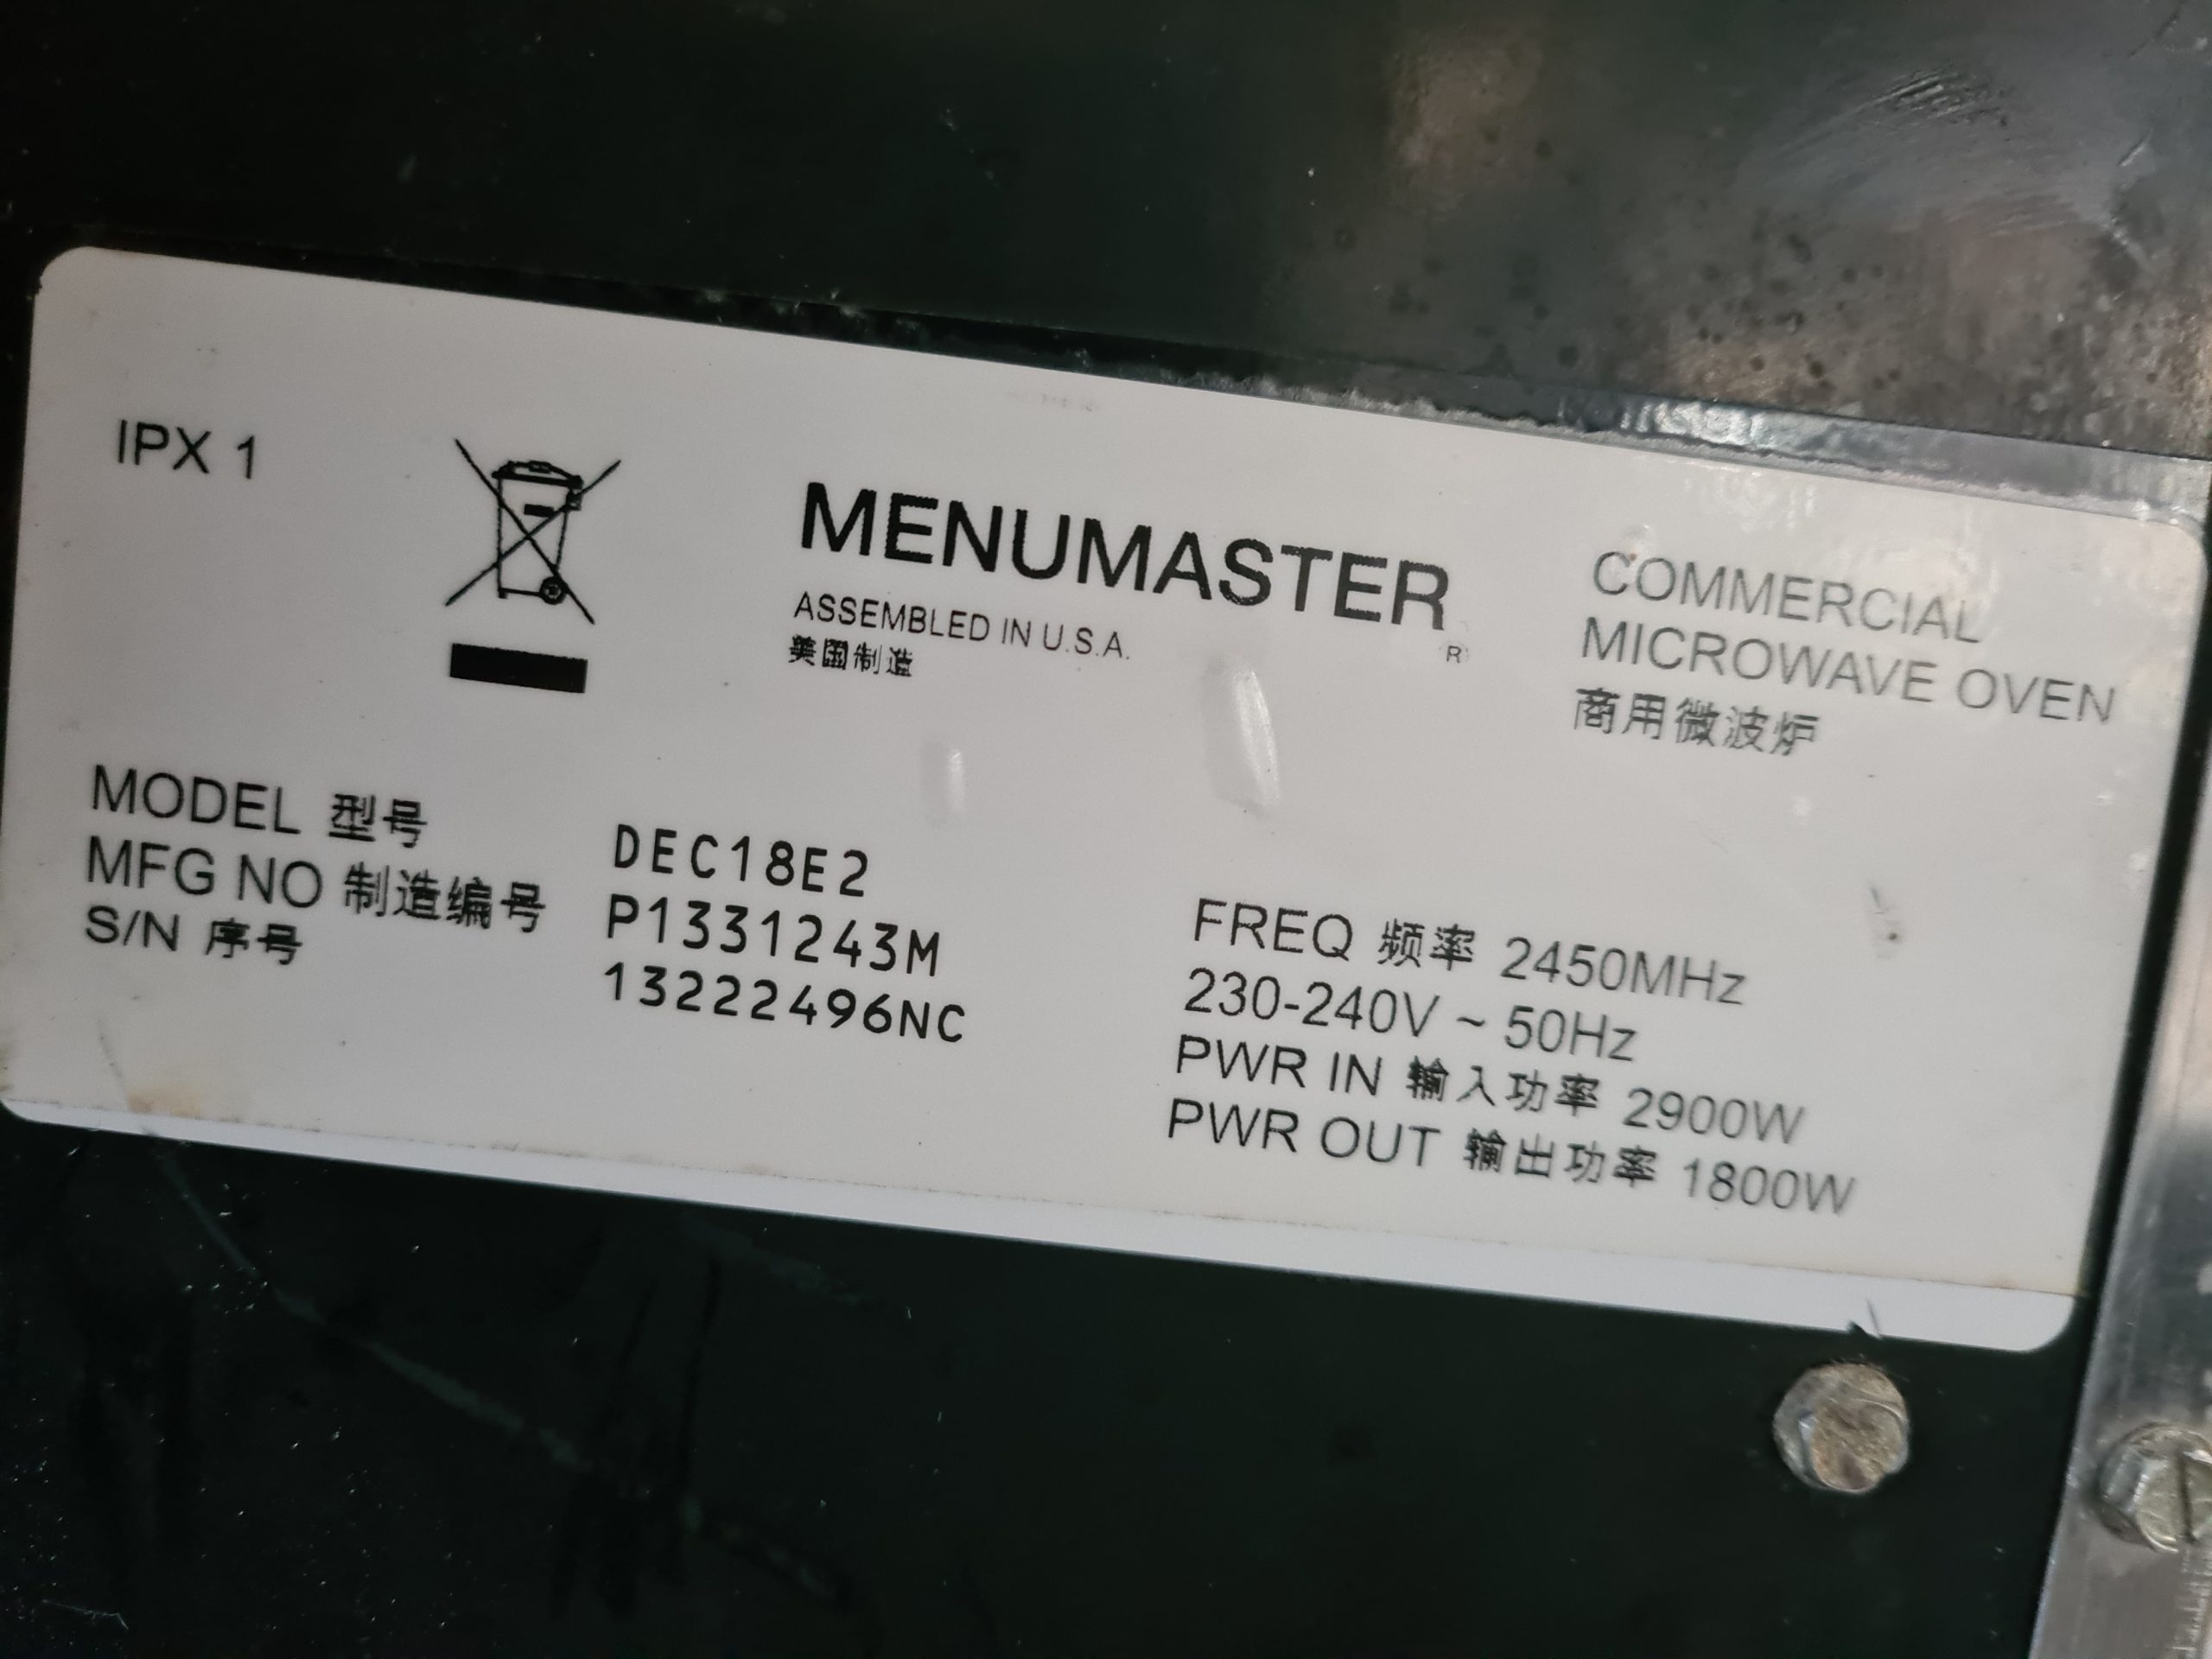 IPX 1
MENUMASTER
R
ASSEMBLED IN U.S.A.
美国制造
COMMERCIAL
MICROWAVE OVEN
商用微波炉
MODEL 型号 DEC18E2
MFG NO 制造编号 P1331243M
S/N 序号 13222496NC
FREQ 频率 2450MHz
230-240V ~ 50Hz
PWR IN 输入功率 2900W
PWR OUT 输出功率 1800W